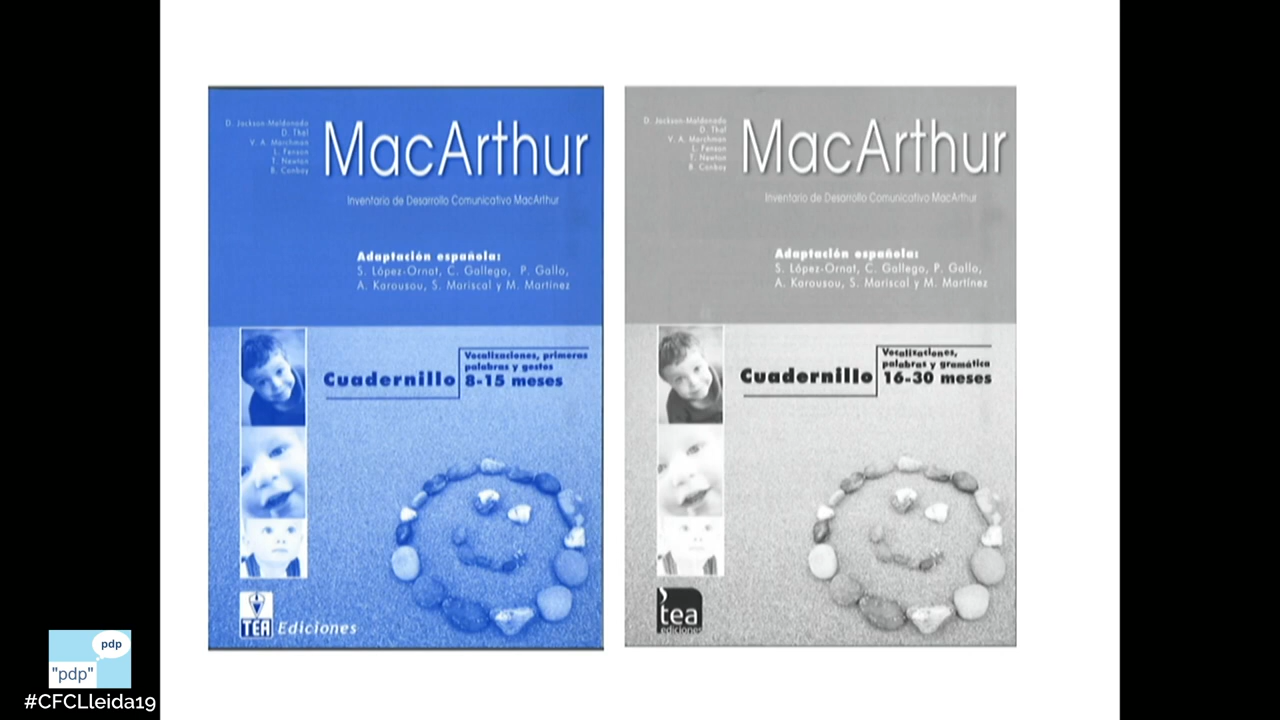 D. Jackson-Maldonado
D. Thal
V. A. Marchman
L. Fenson
T. Newton
B. Conboy
MacArthur
Inventario de Desarrollo Comunicativo MacArthur
Adaptación española:
S. López-Ornat, C. Gallego, P. Gallo,
A. Karousou, S. Mariscal y M. Martínez
Vocalizaciones, primeras
palabras y gestos
Cuadernillo 8-15 meses
TEA Ediciones
D. Jackson-Maldonado
D. Thal
V. A. Marchman
L. Fenson
T. Newton
B. Conboy
MacArthur
Inventario de Desarrollo Comunicativo MacArthur
Adaptación española:
S. López-Ornat, C. Gallego, P. Gallo,
A. Karousou, S. Mariscal y M. Martínez
Vocalizaciones,
palabras y gramática
Cuadernillo 16-30 meses
tea
ediciones
pdp
"pdp"
#CFCLleida19